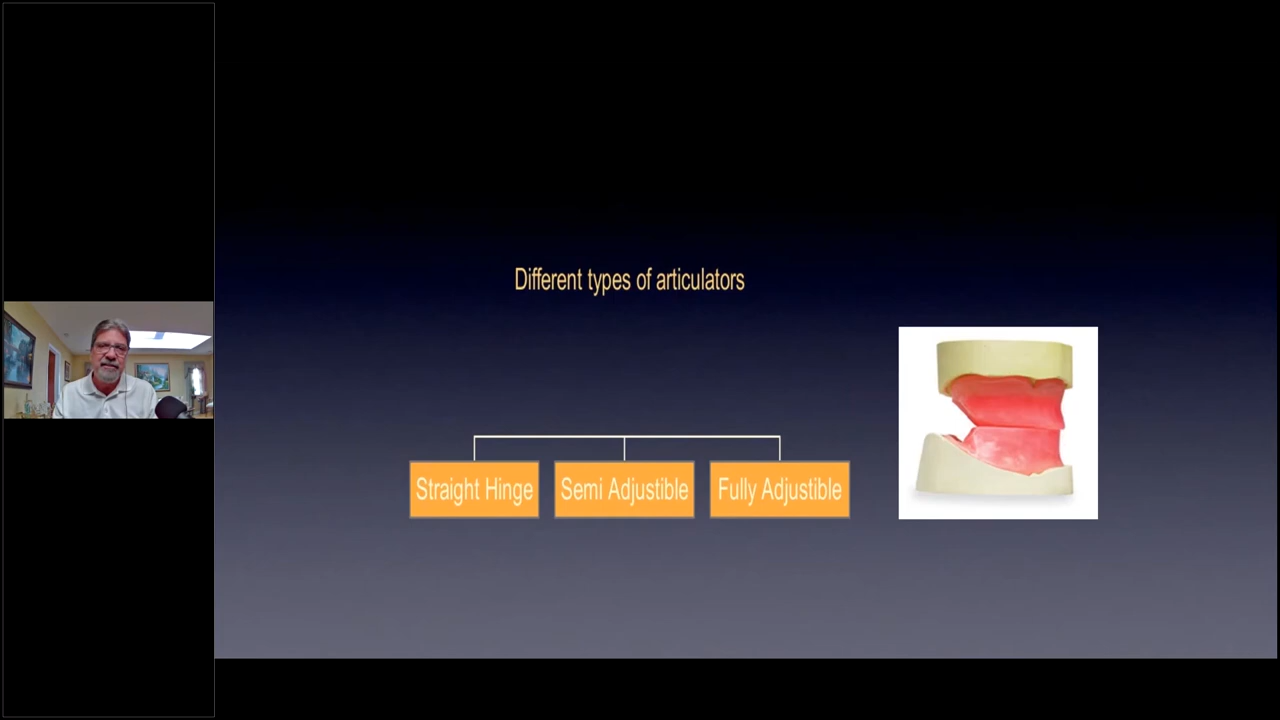 Different types of articulators
Straight Hinge
Semi Adjustible
Fully Adjustible